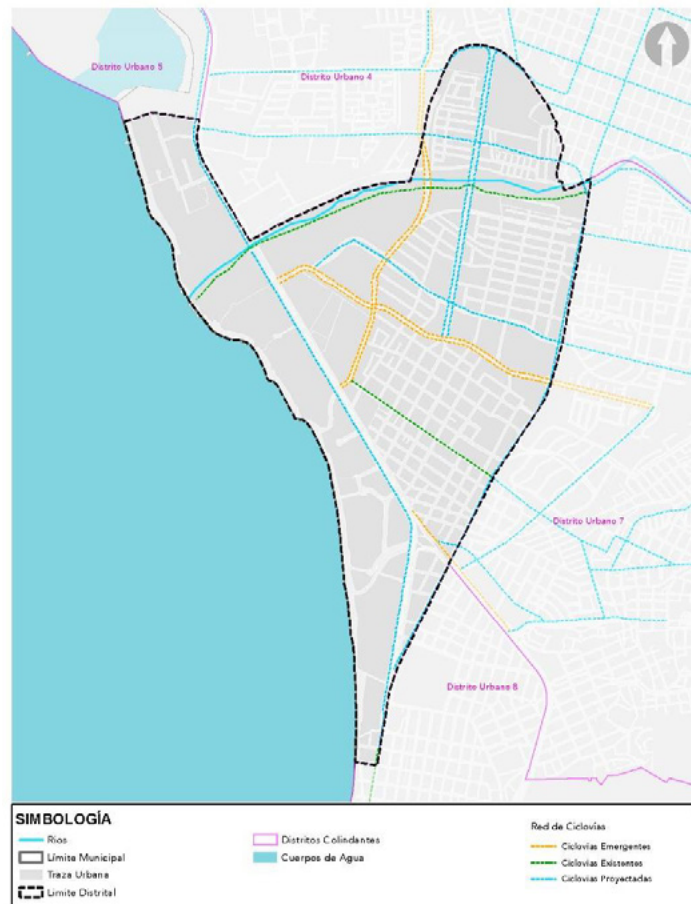 Distrito Urbano 5
Distrito Urbano 4
Distrito Urbano 7
Distrito Urbano 8
SIMBOLOGÍA
Ríos
Límite Municipal
Traza Urbana
Limite Distrital
Distritos Colindantes
Cuerpos de Agua
Red de Ciclovías
Ciclovías Emergentes
Ciclovías Existentes
Ciclovías Proyectadas